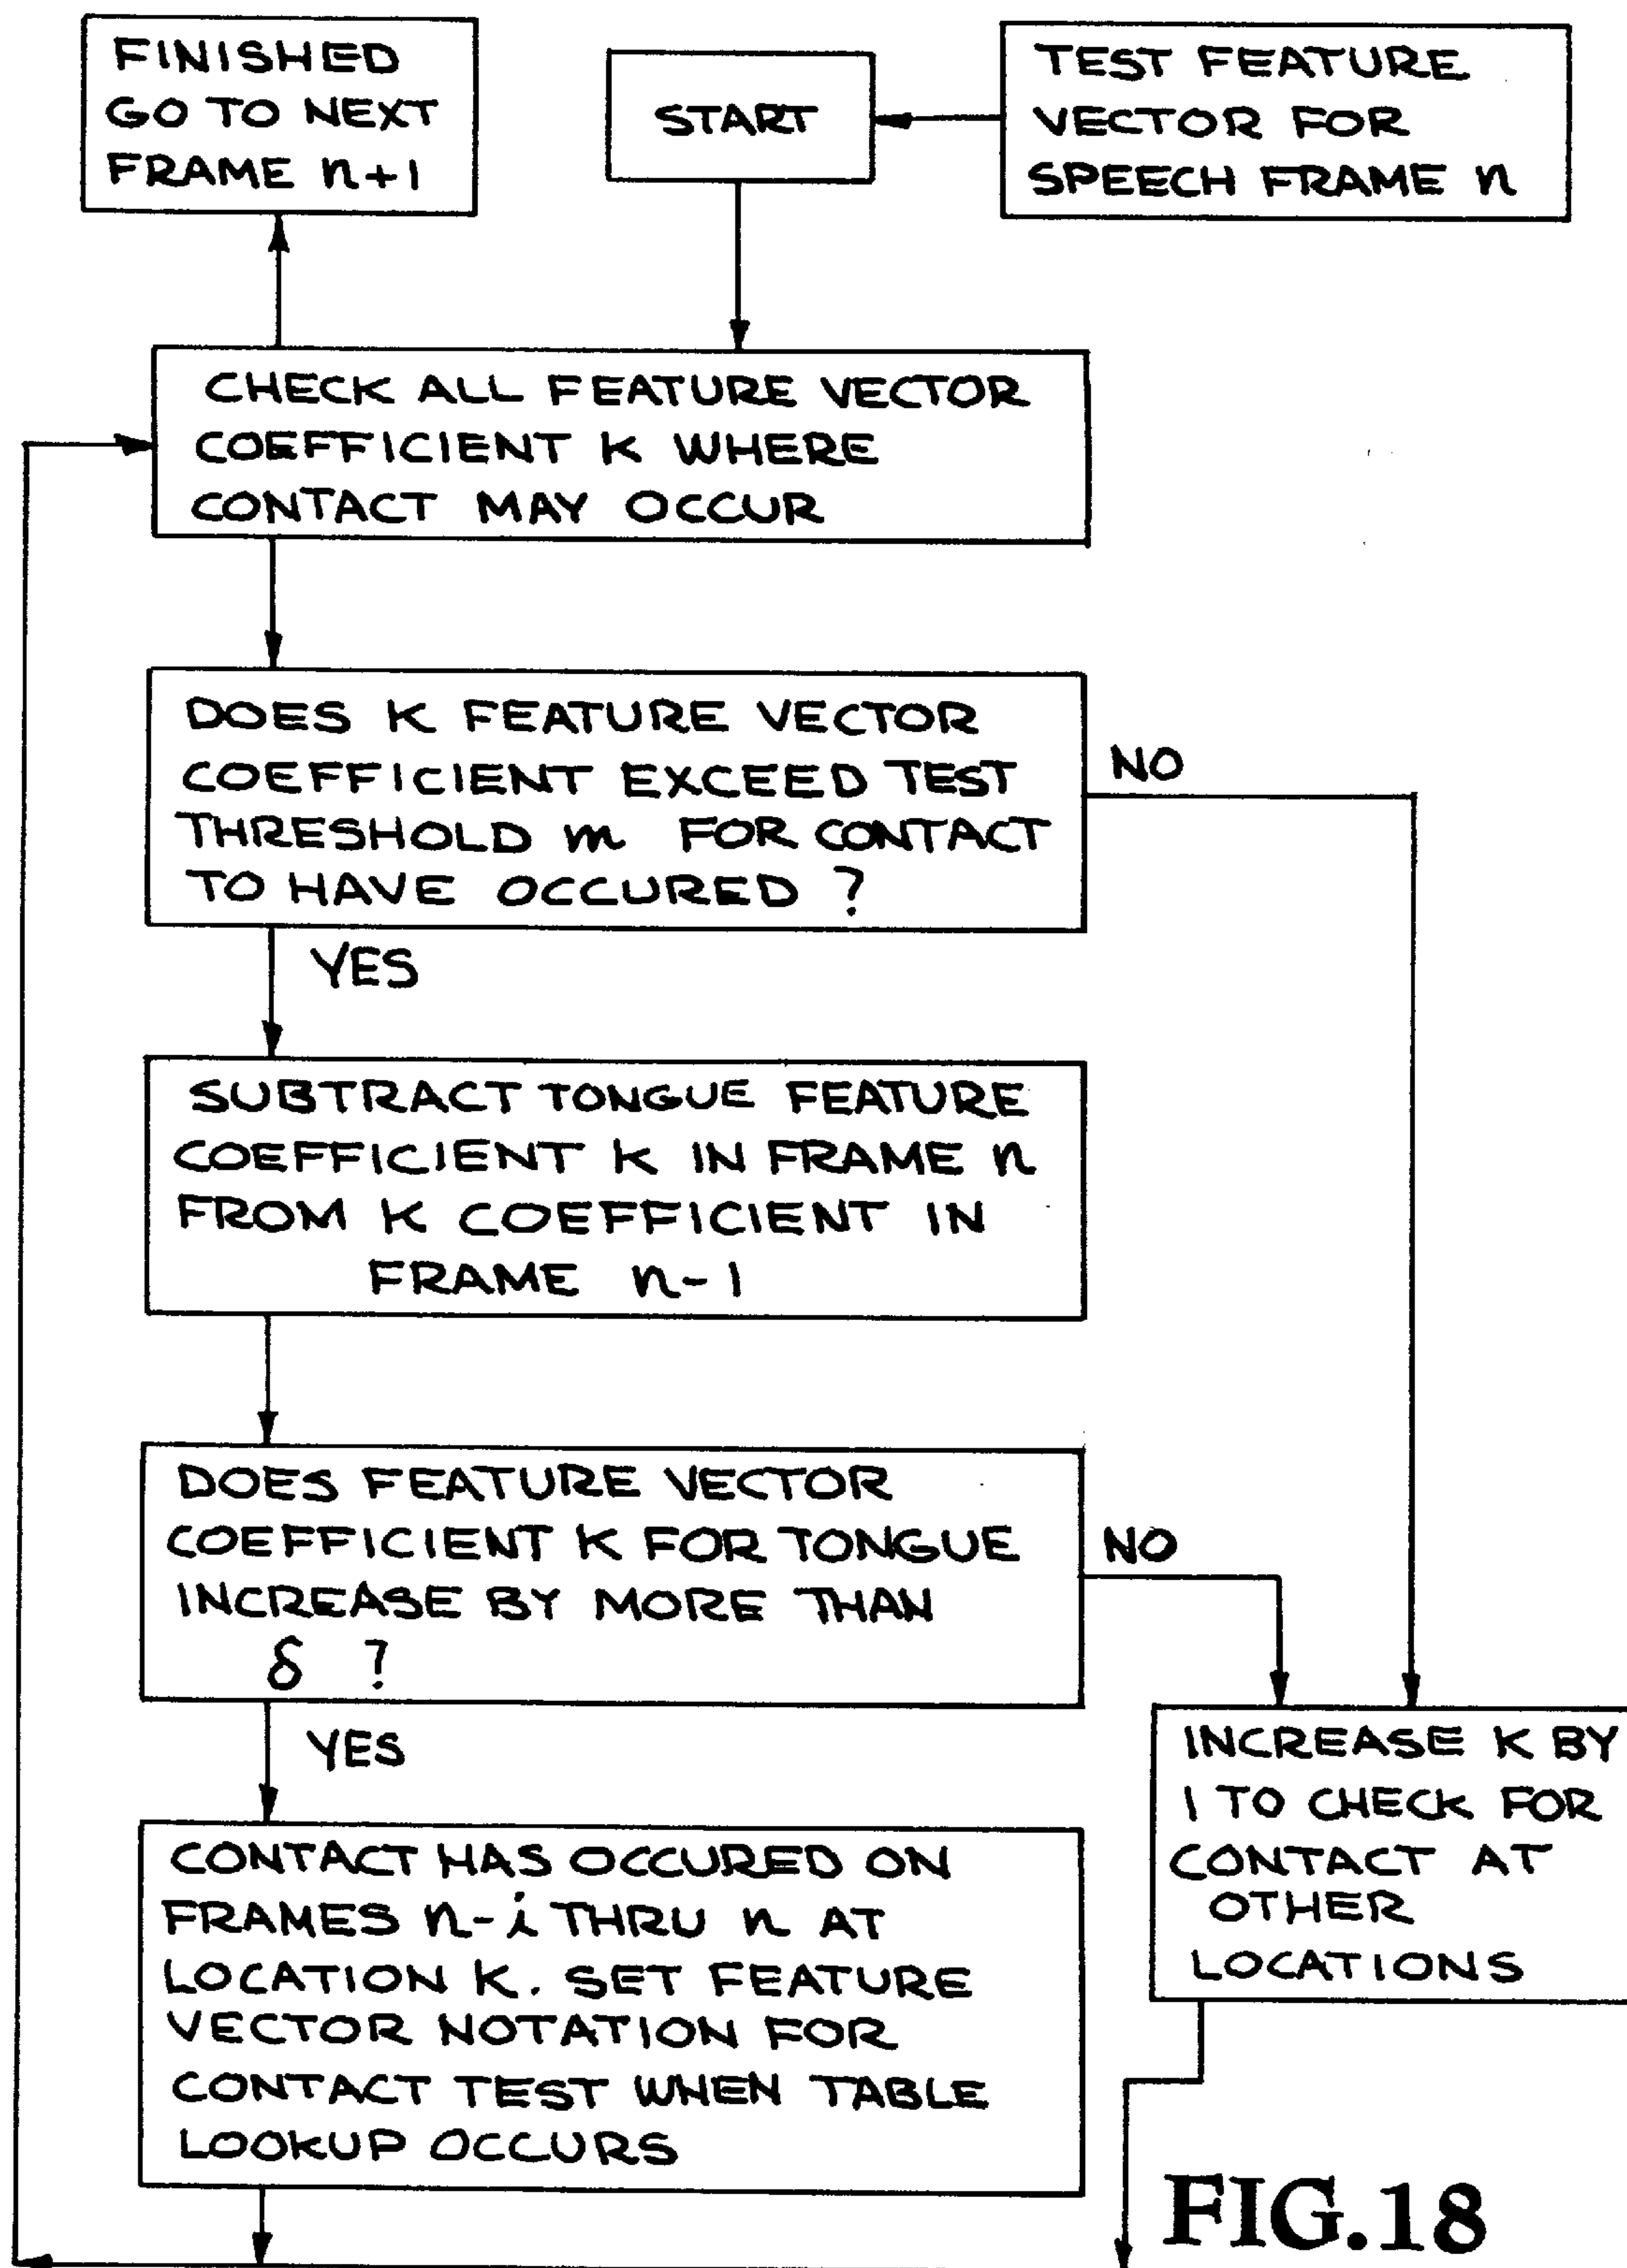 FINISHED
GO TO NEXT
FRAME n+1
START
TEST FEATURE
VECTOR FOR
SPEECH FRAME n
CHECK ALL FEATURE VECTOR
COEFFICIENT K WHERE
CONTACT MAY OCCUR
DOES K FEATURE VECTOR
COEFFICIENT EXCEED TEST
THRESHOLD m FOR CONTACT
TO HAVE OCCURED ?
NO
YES
SUBTRACT TONGUE FEATURE
COEFFICIENT K IN FRAME n
FROM K COEFFICIENT IN
FRAME n-1
DOES FEATURE VECTOR
COEFFICIENT K FOR TONGUE
INCREASE BY MORE THAN
δ ?
NO
YES
INCREASE K BY
1 TO CHECK FOR
CONTACT AT
OTHER
LOCATIONS
CONTACT HAS OCCURED ON
FRAMES n-i THRU n AT
LOCATION K. SET FEATURE
VECTOR NOTATION FOR
CONTACT TEST WHEN TABLE
LOOKUP OCCURS
FIG.18